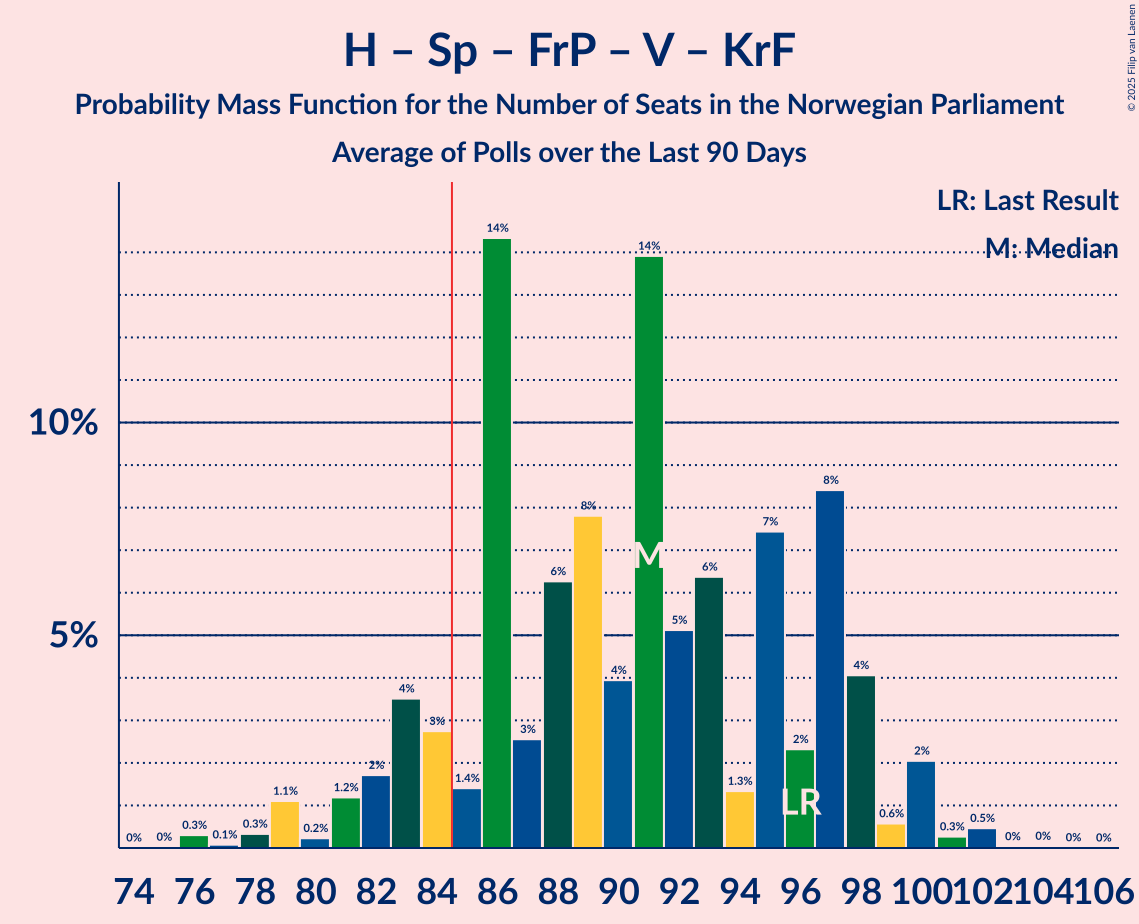 H – Sp – FrP – V – KrF
Probability Mass Function for the Number of Seats in the Norwegian Parliament
Average of Polls over the Last 90 Days
© 2025 Filip van Laenen
LR: Last Result
M: Median
10%
5%
0% 0% 0.3% 0.1% 0.3% 1.1% 0.2% 1.2% 2% 4% 3% 1.4% 14% 3% 6% 8% 4% 14% 5% 6% 1.3% 7% 2% 8% 4% 0.6% 2% 0.3% 0.5% 0% 0% 0% 0%
M
LR
74 76 78 80 82 84 86 88 90 92 94 96 98 100 102 104 106